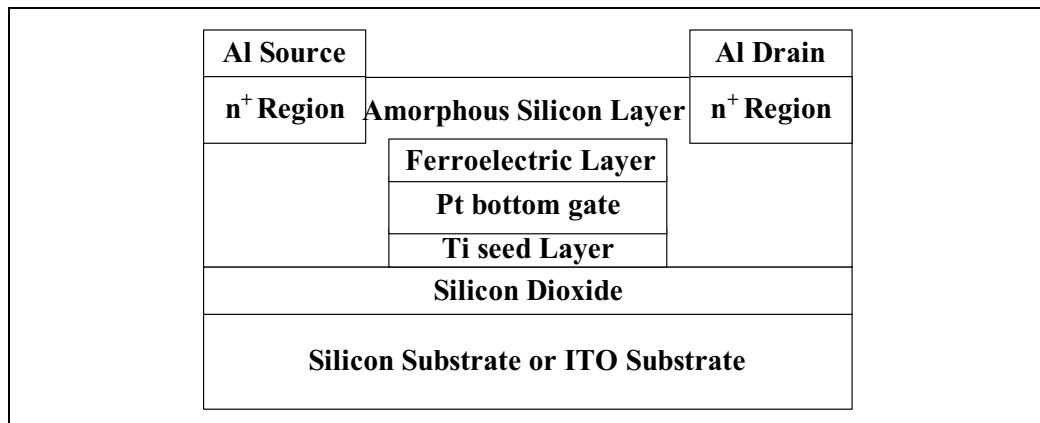 Al Source
Al Drain
n⁺ Region
Amorphous Silicon Layer
n⁺ Region
Ferroelectric Layer
Pt bottom gate
Ti seed Layer
Silicon Dioxide
Silicon Substrate or ITO Substrate